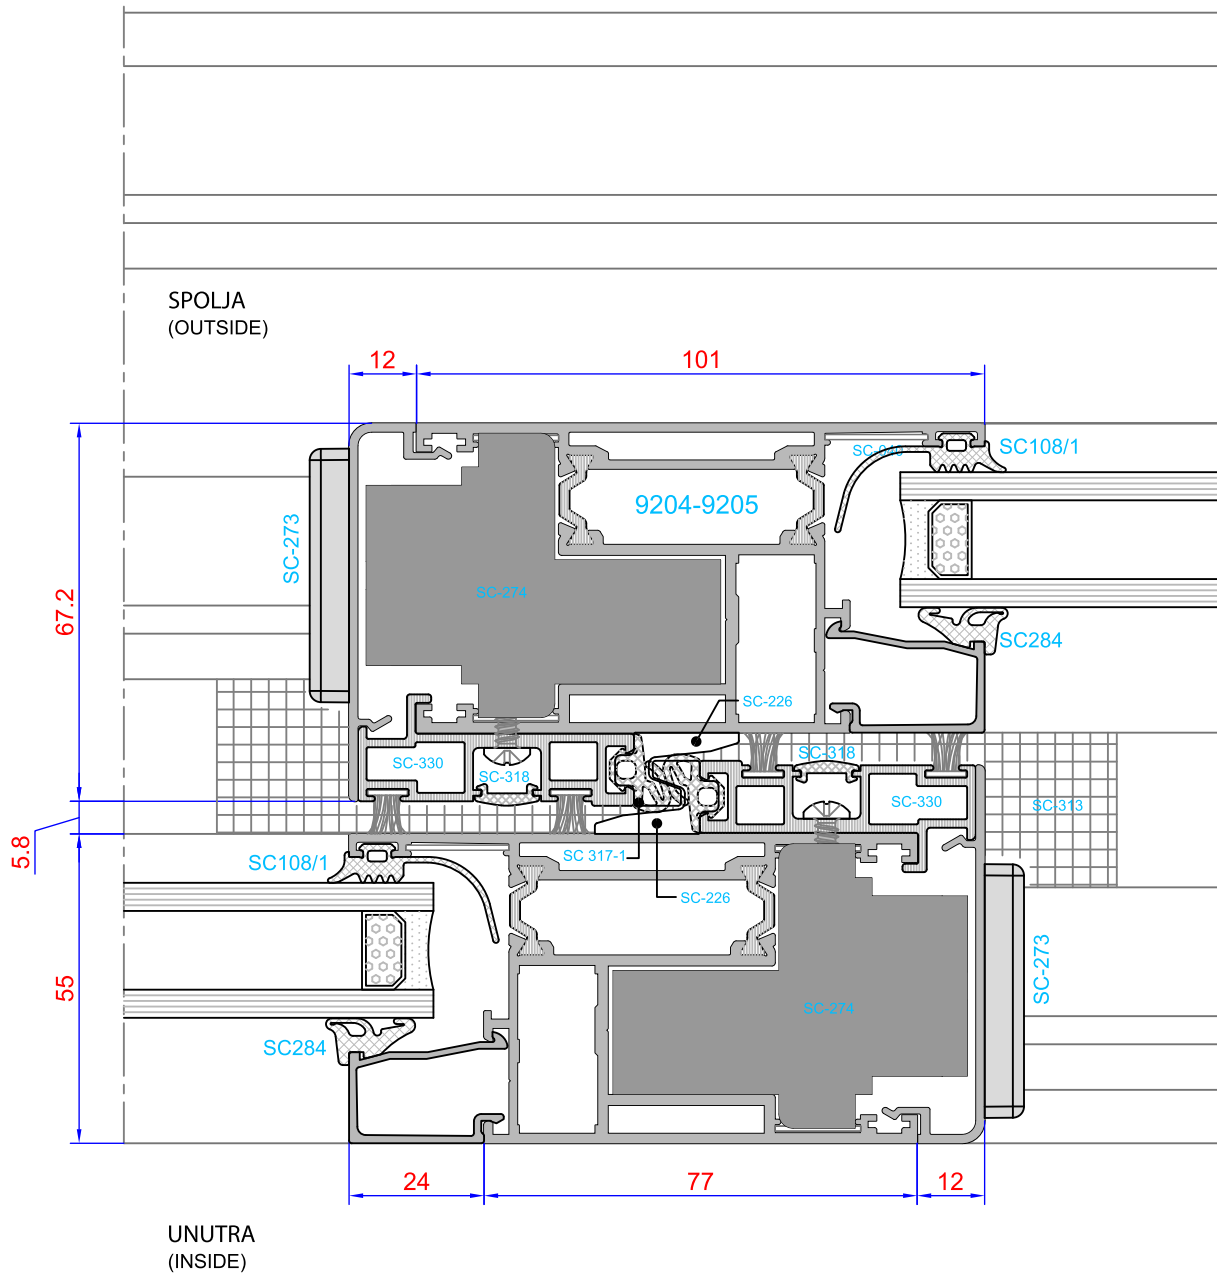 SPOLJA
(OUTSIDE)
12
101
SC-040
SC108/1
9204-9205
SC-273
SC-274
67.2
SC284
SC-226
SC-330
SC-318
SC-318
SC-330
SC-313
5.8
SC 317-1
SC108/1
SC-226
SC-273
55
SC-274
SC284
24
77
12
UNUTRA
(INSIDE)